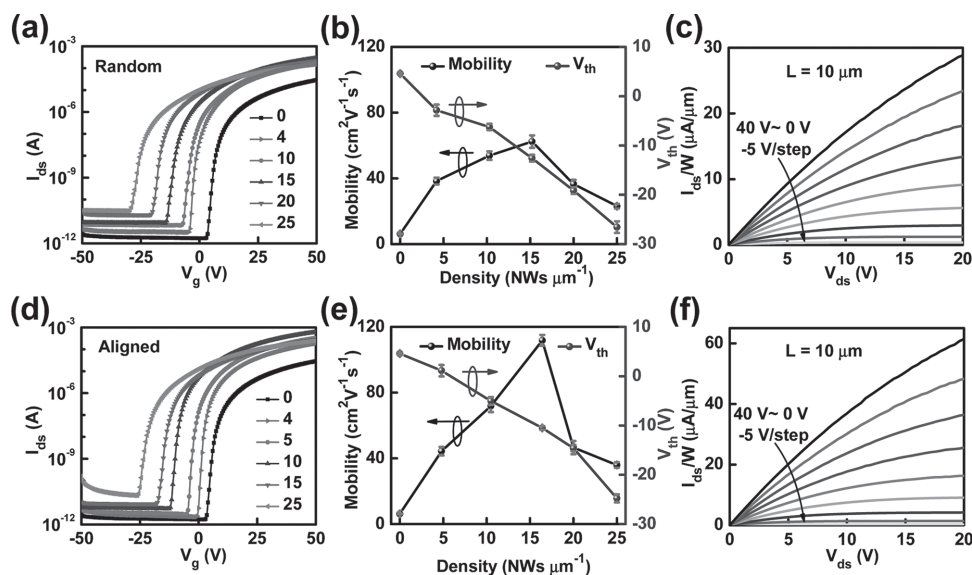 (a)
10⁻³
10⁻⁶
10⁻⁹
10⁻¹²
I_ds (A)
Random
0
4
10
15
20
25
-50 -25 0 25 50
V_g (V)
(b)
120
80
40
0
Mobility (cm²V⁻¹s⁻¹)
Mobility V_th
10
0
-10
-20
-30
V_th (V)
0 5 10 15 20 25
Density (NWs μm⁻¹)
(c)
30
20
10
0
I_ds/W (μA/μm)
L = 10 μm
40 V~ 0 V
-5 V/step
0 5 10 15 20
V_ds (V)
(d)
10⁻³
10⁻⁶
10⁻⁹
10⁻¹²
I_ds (A)
Aligned
0
4
5
10
15
25
-50 -25 0 25 50
V_g (V)
(e)
120
80
40
0
Mobility (cm²V⁻¹s⁻¹)
Mobility V_th
10
0
-10
-20
-30
V_th (V)
0 5 10 15 20 25
Density (NWs μm⁻¹)
(f)
60
40
20
0
I_ds/W (μA/μm)
L = 10 μm
40 V~ 0 V
-5 V/step
0 5 10 15 20
V_ds (V)